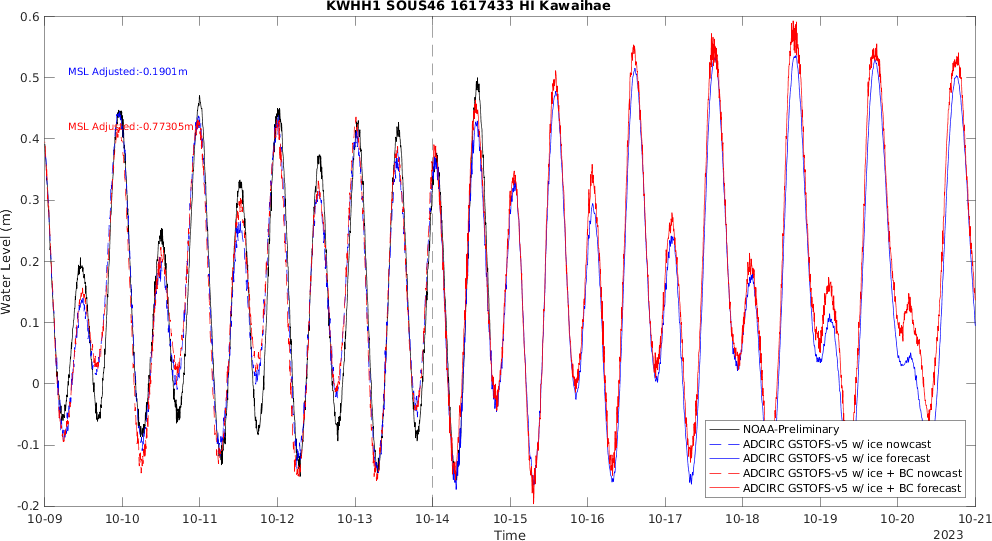 KWHH1 SOUS46 1617433 HI Kawaihae
0.6
0.5
0.4
0.3
0.2
0.1
0
-0.1
-0.2
Water Level (m)
MSL Adjusted:-0.1901m
MSL Adjusted:-0.77305m
NOAA-Preliminary
ADCIRC GSTOFS-v5 w/ ice nowcast
ADCIRC GSTOFS-v5 w/ ice forecast
ADCIRC GSTOFS-v5 w/ice + BC nowcast
ADCIRC GSTOFS-v5 w/ice + BC forecast
10-09 10-10 10-11 10-12 10-13 10-14 10-15 10-16 10-17 10-18 10-19 10-20 10-21
Time
2023